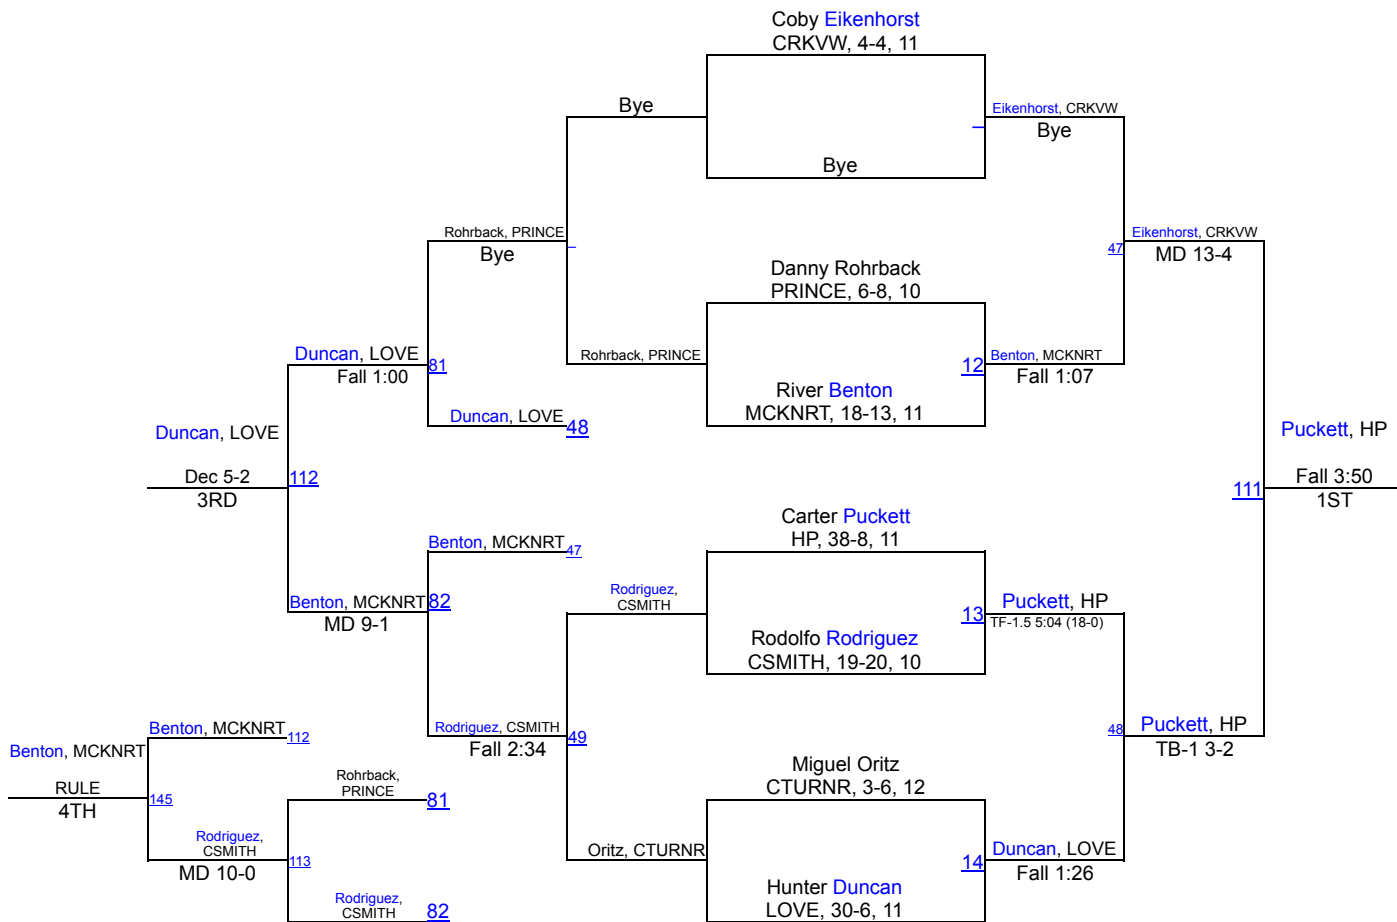 Coby Eikenhorst
CRKVW, 4-4, 11
Bye
Eikenhorst, CRKVW
–
Bye
Bye
Rohrback, PRINCE
–
Bye
Eikenhorst, CRKVW
47
MD 13-4
Danny Rohrback
PRINCE, 6-8, 10
Duncan, LOVE
81
Fall 1:00
Rohrback, PRINCE
12
Benton, MCKNRT
Fall 1:07
River Benton
MCKNRT, 18-13, 11
Duncan, LOVE
48
Duncan, LOVE
Dec 5-2
112
3RD
Puckett, HP
111
Fall 3:50
1ST
Carter Puckett
HP, 38-8, 11
Benton, MCKNRT
47
Benton, MCKNRT
82
MD 9-1
Rodriguez,
CSMITH
13
Puckett, HP
TF-1.5 5:04 (18-0)
Rodolfo Rodriguez
CSMITH, 19-20, 10
Benton, MCKNRT
Benton, MCKNRT
112
Rodriguez, CSMITH
49
Fall 2:34
48
Puckett, HP
TB-1 3-2
RULE
145
4TH
Rohrback,
PRINCE
81
Miguel Oritz
CTURNR, 3-6, 12
Rodriguez,
CSMITH
113
MD 10-0
Oritz, CTURNR
14
Duncan, LOVE
Fall 1:26
Rodriguez,
CSMITH
82
Hunter Duncan
LOVE, 30-6, 11